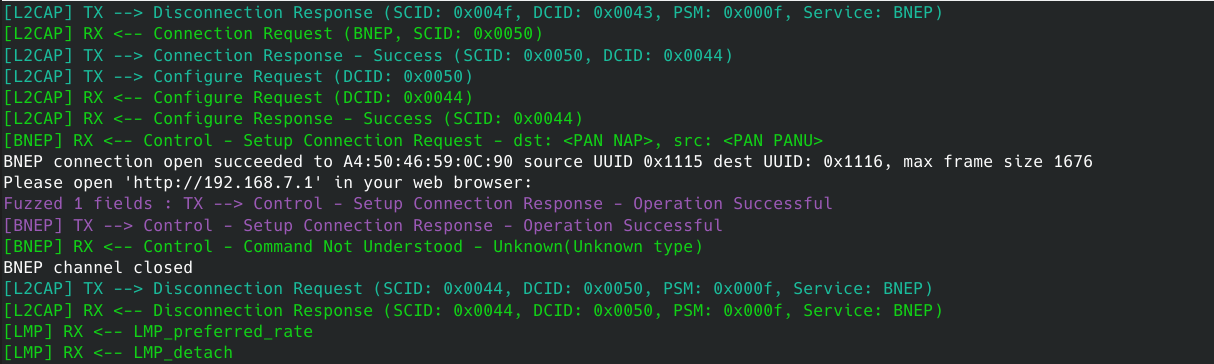 [L2CAP] TX --> Disconnection Response (SCID: 0x004f, DCID: 0x0043, PSM: 0x000f, Service: BNEP)
[L2CAP] RX <-- Connection Request (BNEP, SCID: 0x0050)
[L2CAP] TX --> Connection Response - Success (SCID: 0x0050, DCID: 0x0044)
[L2CAP] TX --> Configure Request (DCID: 0x0050)
[L2CAP] RX <-- Configure Request (DCID: 0x0044)
[L2CAP] RX <-- Configure Response - Success (SCID: 0x0044)
[BNEP] RX <-- Control - Setup Connection Request - dst: <PAN NAP>, src: <PAN PANU>
BNEP connection open succeeded to A4:50:46:59:0C:90 source UUID 0x1115 dest UUID: 0x1116, max frame size 1676
Please open 'http://192.168.7.1' in your web browser:
Fuzzed 1 fields : TX --> Control - Setup Connection Response - Operation Successful
[BNEP] TX --> Control - Setup Connection Response - Operation Successful
[BNEP] RX <-- Control - Command Not Understood - Unknown(Unknown type)
BNEP channel closed
[L2CAP] TX --> Disconnection Request (SCID: 0x0044, DCID: 0x0050, PSM: 0x000f, Service: BNEP)
[L2CAP] RX <-- Disconnection Response (SCID: 0x0044, DCID: 0x0050, PSM: 0x000f, Service: BNEP)
[LMP] RX <-- LMP_preferred_rate
[LMP] RX <-- LMP_detach